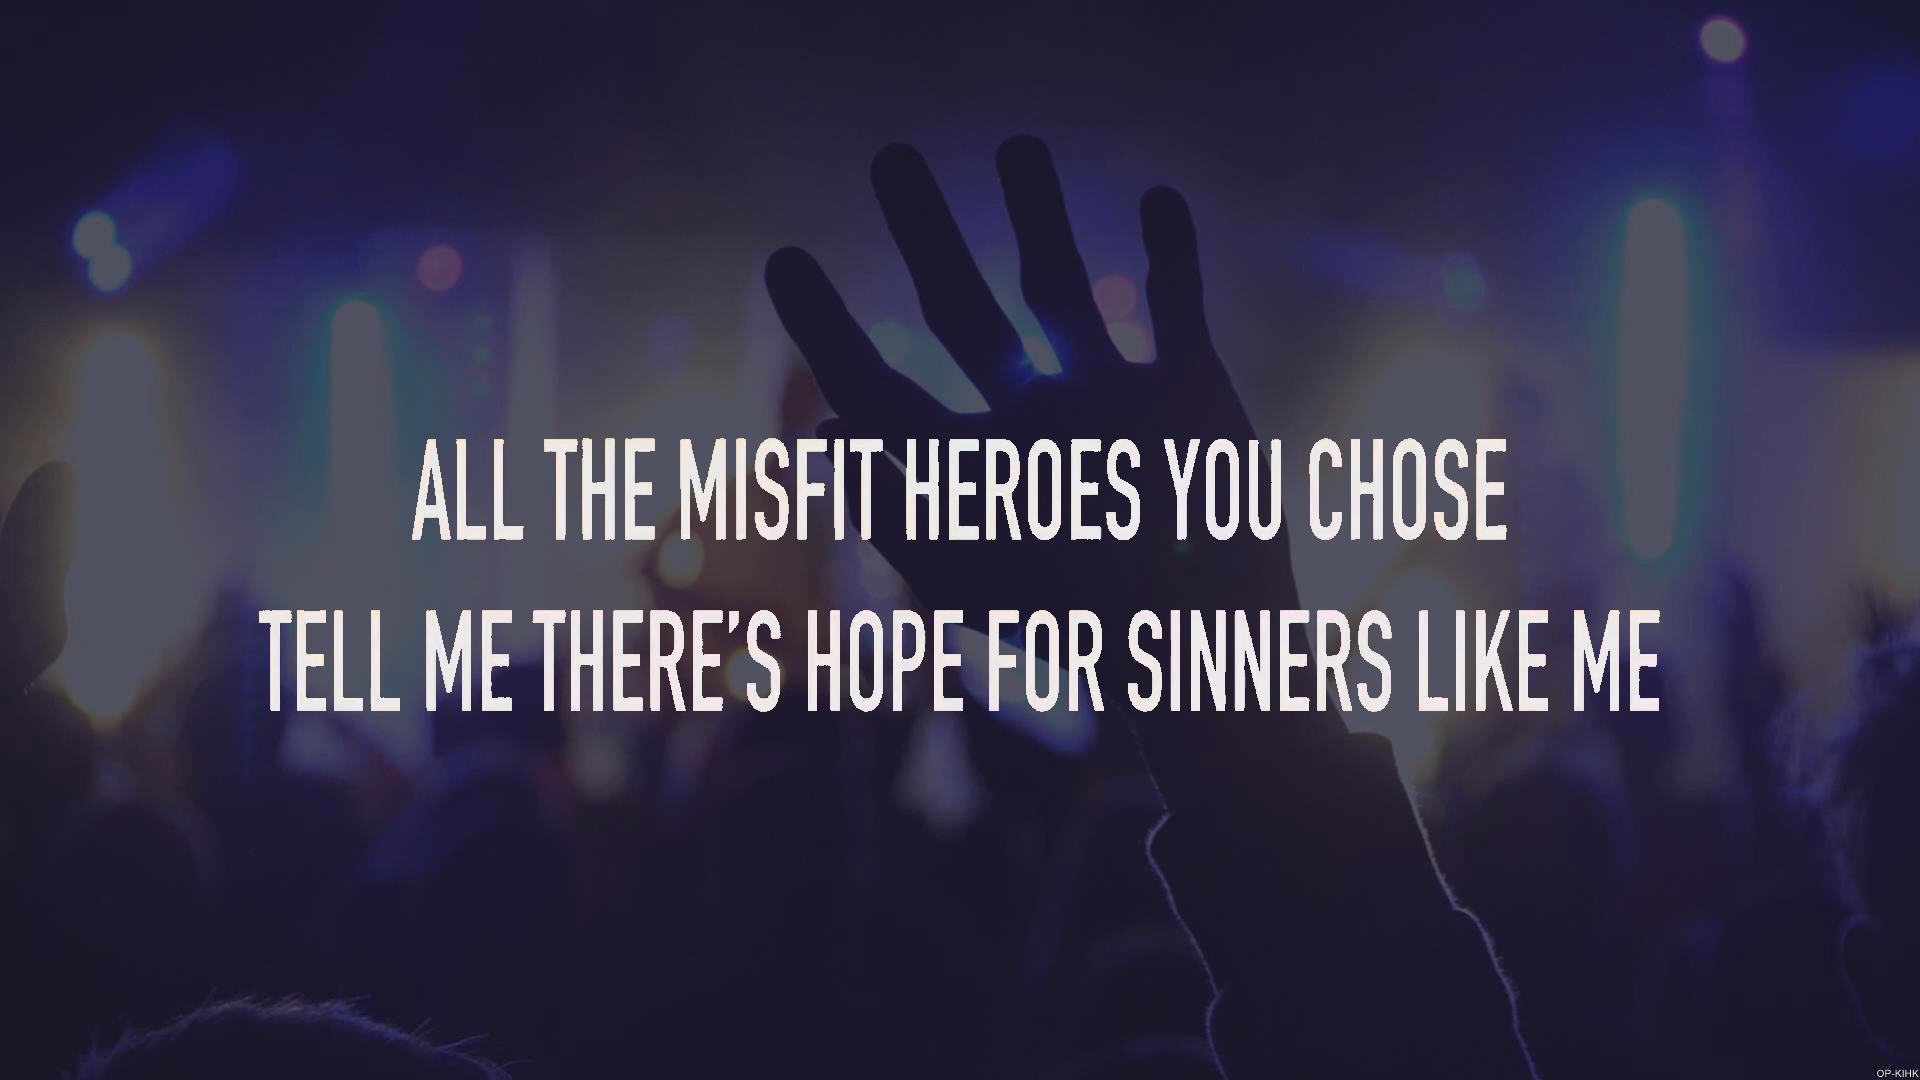 ALL THE MISFIT HEROES YOU CHOSE
TELL ME THERE'S HOPE FOR SINNERS LIKE ME
OP-KIHK